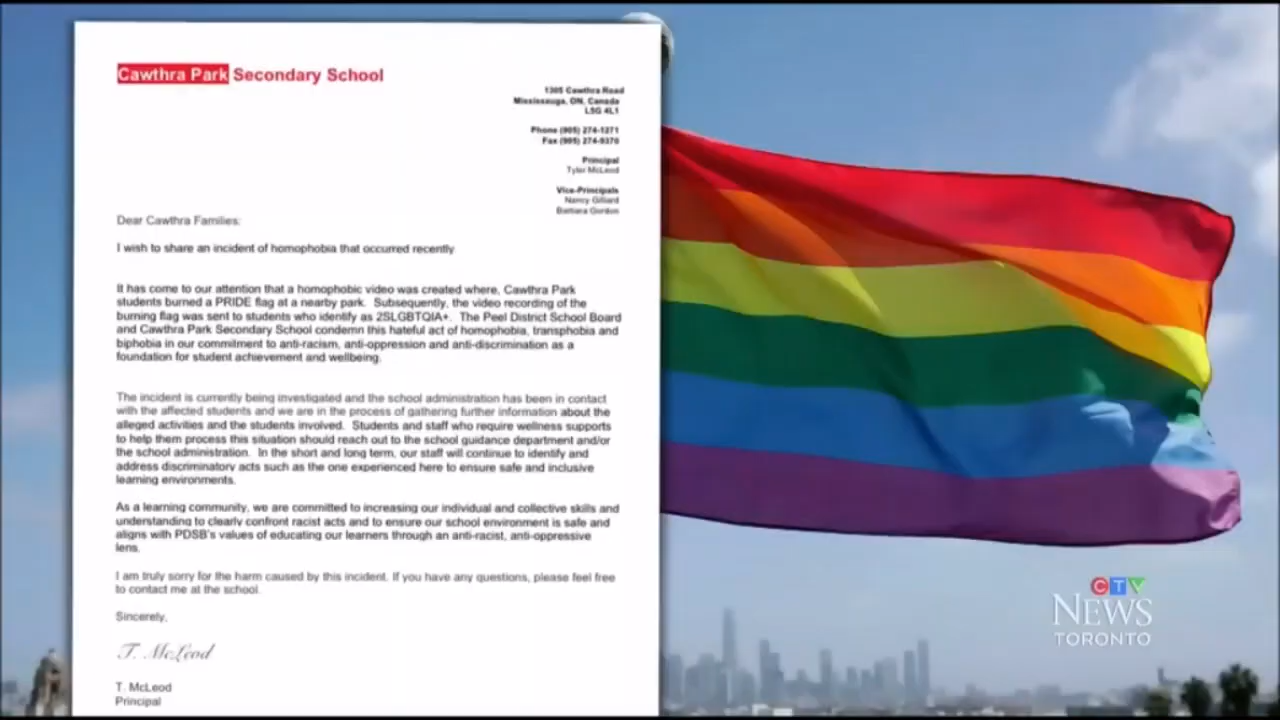 Cawthra Park Secondary School
1305 Cawthra Road
Mississauga, ON, Canada
L5G 4L1
Phone (905) 274-1271
Fax (905) 274-9370
Principal
Tyler McLeod
Vice-Principals
Nancy Gilliard
Barbara Gordon
Dear Cawthra Families:
I wish to share an incident of homophobia that occurred recently
It has come to our attention that a homophobic video was created where, Cawthra Park
students burned a PRIDE flag at a nearby park. Subsequently, the video recording of the
burning flag was sent to students who identify as 2SLGBTQIA+. The Peel District School Board
and Cawthra Park Secondary School condemn this hateful act of homophobia, transphobia and
biphobia in our commitment to anti-racism, anti-oppression and anti-discrimination as a
foundation for student achievement and wellbeing.
The incident is currently being investigated and the school administration has been in contact
with the affected students and we are in the process of gathering further information about the
alleged activities and the students involved. Students and staff who require wellness supports
to help them process this situation should reach out to the school guidance department and/or
the school administration. In the short and long term, our staff will continue to identify and
address discriminatory acts such as the one experienced here to ensure safe and inclusive
learning environments.
As a learning community, we are committed to increasing our individual and collective skills and
understanding to clearly confront racist acts and to ensure our school environment is safe and
aligns with PDSB's values of educating our learners through an anti-racist, anti-oppressive
lens.
I am truly sorry for the harm caused by this incident. If you have any questions, please feel free
to contact me at the school.
Sincerely,
T. McLeod
T. McLeod
Principal
CTV
NEWS
TORONTO